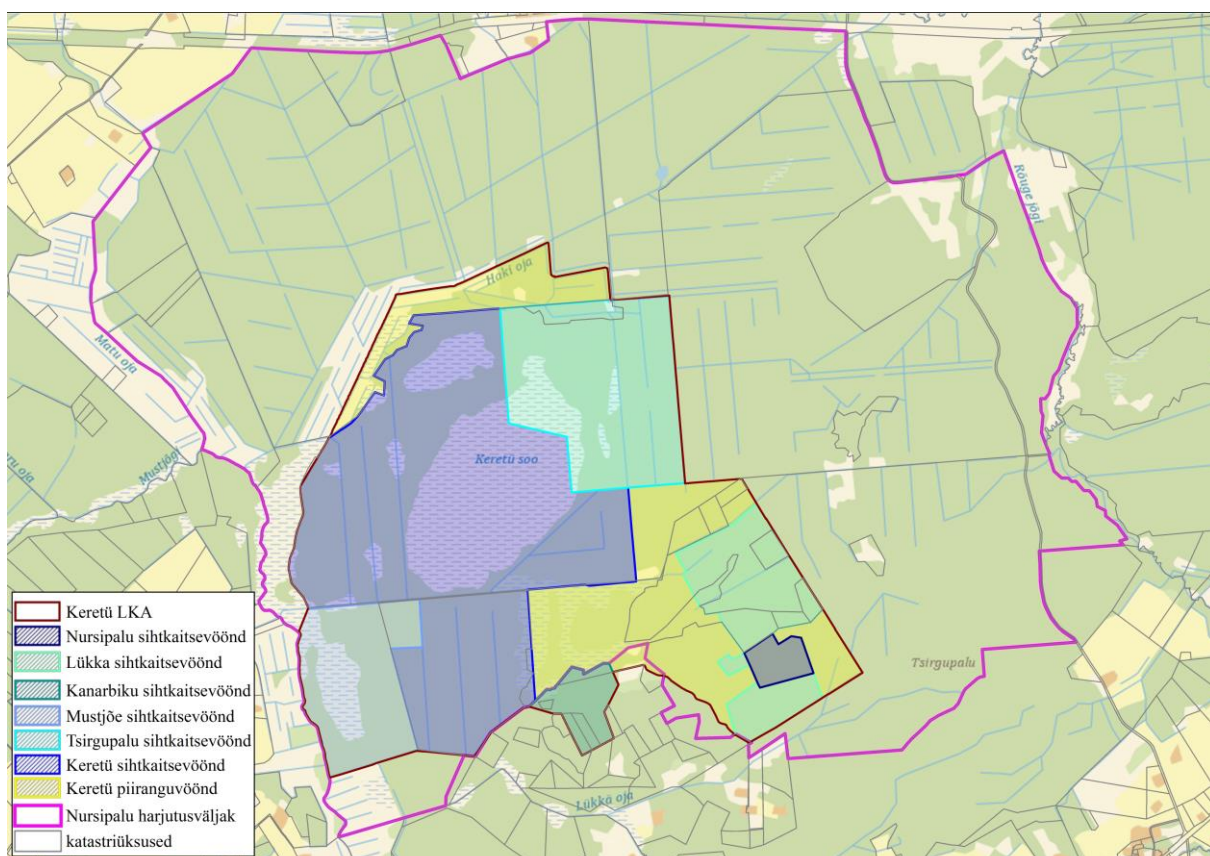 Rõuge jõgi
Haki oja
Matu oja
Mustjõgi
Keretü soo
Tsirgupalu
Lükkä oja
Keretü LKA
Nursipalu sihtkaitsevöönd
Lükka sihtkaitsevöönd
Kanarbiku sihtkaitsevöönd
Mustjõe sihtkaitsevöönd
Tsirgupalu sihtkaitsevöönd
Keretü sihtkaitsevöönd
Keretü piiranguvöönd
Nursipalu harjutusväljak
katastriüksused